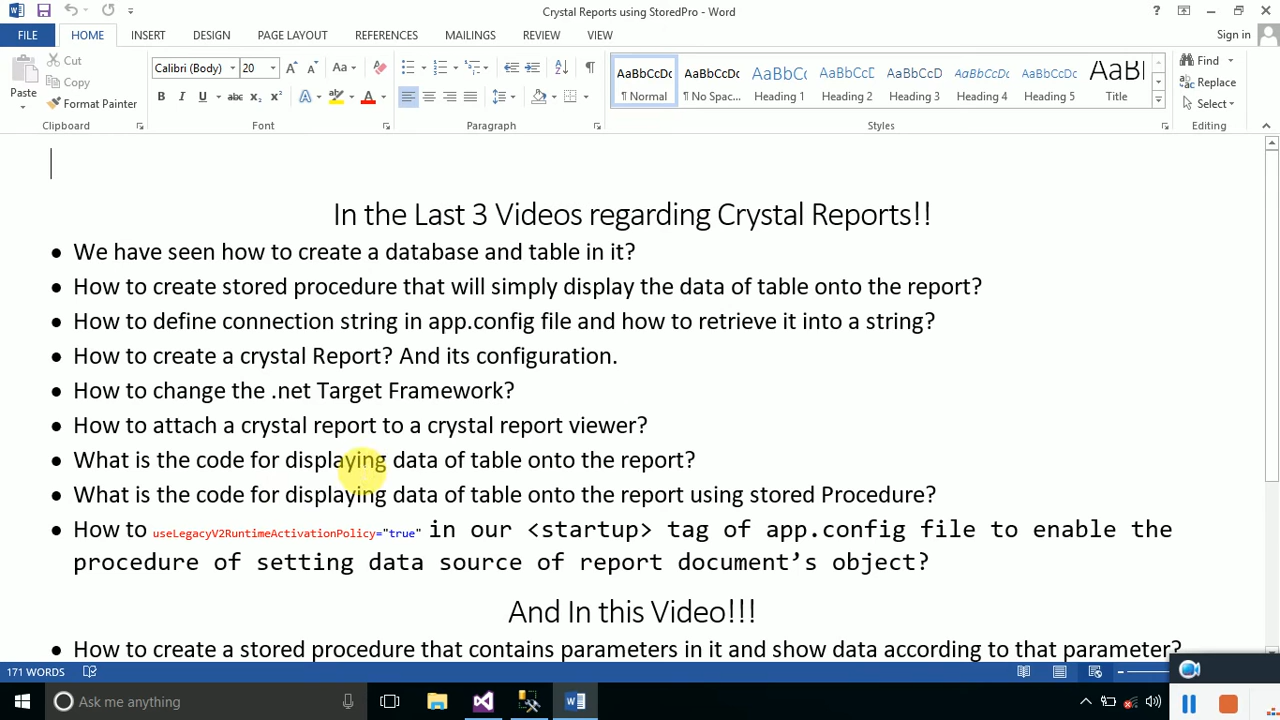 Crystal Reports using StoredPro - Word
FILE HOME INSERT DESIGN PAGE LAYOUT REFERENCES MAILINGS REVIEW VIEW Sign in
Paste
Cut
Copy
Format Painter
Clipboard
Calibri (Body) 20
Font
Paragraph
AaBbCcDc AaBbCcDc AaBbCc AaBbCcC AaBbCcDc AaBbCcDc AaBbCcDc AaBl
¶ Normal ¶ No Spac... Heading 1 Heading 2 Heading 3 Heading 4 Heading 5 Title
Styles
Find
Replace
Select
Editing
In the Last 3 Videos regarding Crystal Reports!!
● We have seen how to create a database and table in it?
● How to create stored procedure that will simply display the data of table onto the report?
● How to define connection string in app.config file and how to retrieve it into a string?
● How to create a crystal Report? And its configuration.
● How to change the .net Target Framework?
● How to attach a crystal report to a crystal report viewer?
● What is the code for displaying data of table onto the report?
● What is the code for displaying data of table onto the report using stored Procedure?
● How to useLegacyV2RuntimeActivationPolicy="true" in our <startup> tag of app.config file to enable the
procedure of setting data source of report document’s object?
And In this Video!!!
● How to create a stored procedure that contains parameters in it and show data according to that parameter?
171 WORDS
Ask me anything